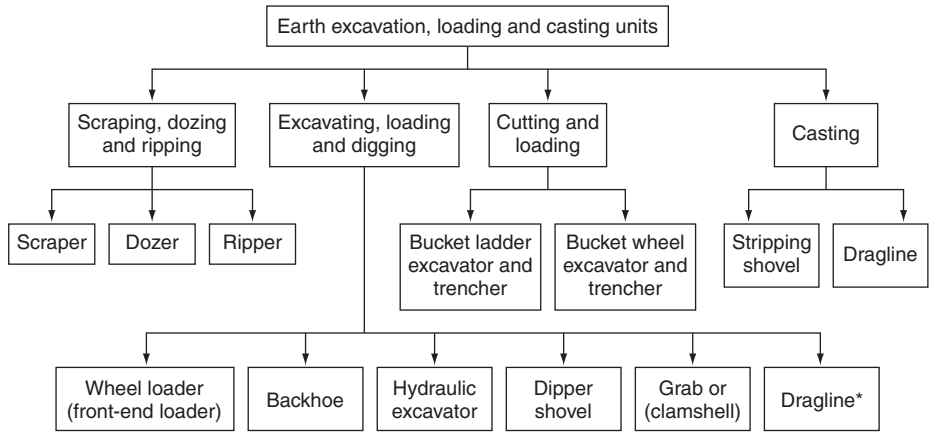 Earth excavation, loading and casting units
Scraping, dozing
and ripping
Excavating, loading
and digging
Cutting and
loading
Casting
Scraper
Dozer
Ripper
Bucket ladder
excavator and
trencher
Bucket wheel
excavator and
trencher
Stripping
shovel
Dragline
Wheel loader
(front-end loader)
Backhoe
Hydraulic
excavator
Dipper
shovel
Grab or
(clamshell)
Dragline*